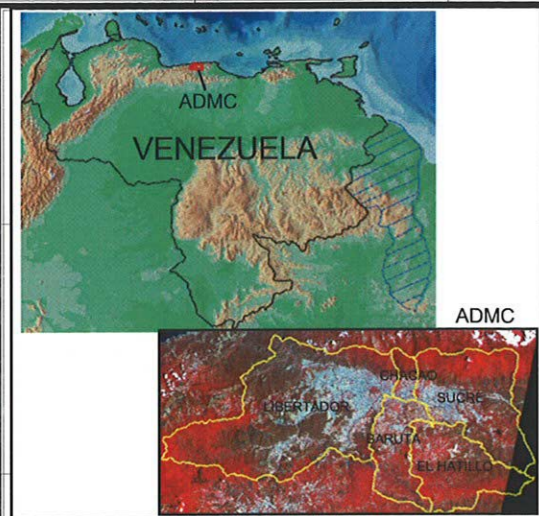 ADMC
VENEZUELA
ADMC
CHACAO
SUCRE
LIBERTADOR
BARUTA
EL HATILLO